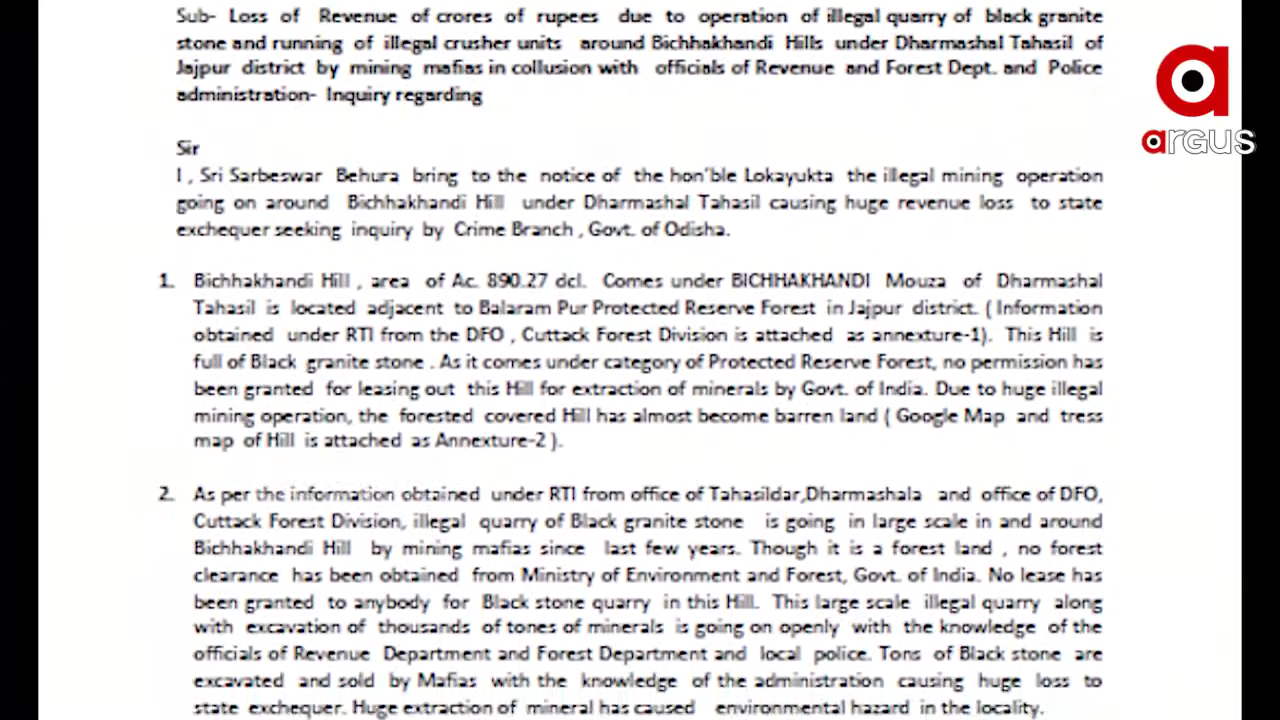 Sub- Loss of Revenue of crores of rupees due to operation of illegal quarry of black granite
stone and running of illegal crusher units around Bichhakhandi Hills under Dharmashal Tahasil of
Jajpur district by mining mafias in collusion with officials of Revenue and Forest Dept. and Police
administration- Inquiry regarding
argus
Sir
I , Sri Sarbeswar Behura bring to the notice of the hon'ble Lokayukta the illegal mining operation
going on around Bichhakhandi Hill under Dharmashal Tahasil causing huge revenue loss to state
exchequer seeking inquiry by Crime Branch , Govt. of Odisha.
1. Bichhakhandi Hill , area of Ac. 890.27 dcl. Comes under BICHHAKHANDI Mouza of Dharmashal
Tahasil is located adjacent to Balaram Pur Protected Reserve Forest in Jajpur district. ( Information
obtained under RTI from the DFO , Cuttack Forest Division is attached as annexture-1). This Hill is
full of Black granite stone . As it comes under category of Protected Reserve Forest, no permission has
been granted for leasing out this Hill for extraction of minerals by Govt. of India. Due to huge illegal
mining operation, the forested covered Hill has almost become barren land ( Google Map and tress
map of Hill is attached as Annexture-2 ).
2. As per the information obtained under RTI from office of Tahasildar,Dharmashala and office of DFO,
Cuttack Forest Division, illegal quarry of Black granite stone is going in large scale in and around
Bichhakhandi Hill by mining mafias since last few years. Though it is a forest land , no forest
clearance has been obtained from Ministry of Environment and Forest, Govt. of India. No lease has
been granted to anybody for Black stone quarry in this Hill. This large scale illegal quarry along
with excavation of thousands of tones of minerals is going on openly with the knowledge of the
officials of Revenue Department and Forest Department and local police. Tons of Black stone are
excavated and sold by Mafias with the knowledge of the administration causing huge loss to
state exchequer. Huge extraction of mineral has caused environmental hazard in the locality.